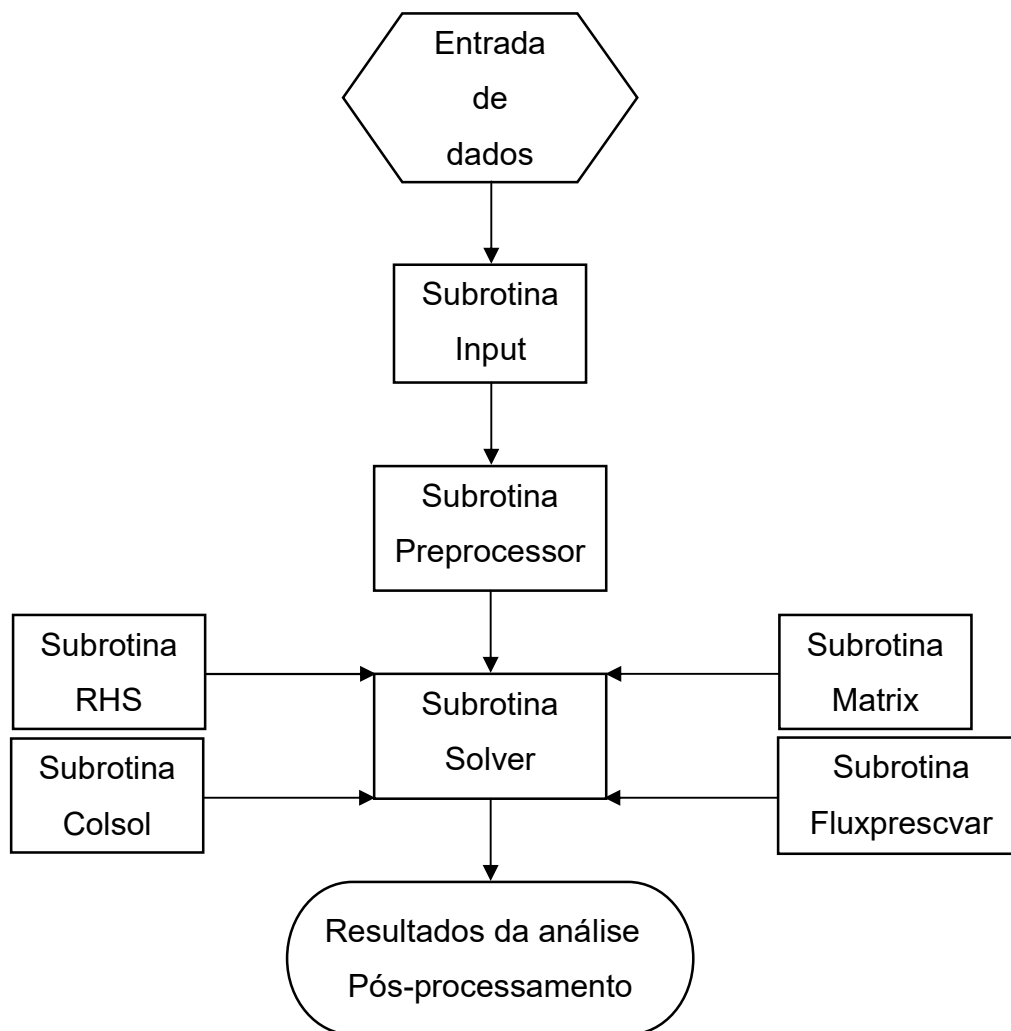 Entrada
de
dados
Subrotina
Input
Subrotina
Preprocessor
Subrotina
RHS
Subrotina
Matrix
Subrotina
Solver
Subrotina
Colsol
Subrotina
Fluxprescvar
Resultados da análise
Pós-processamento